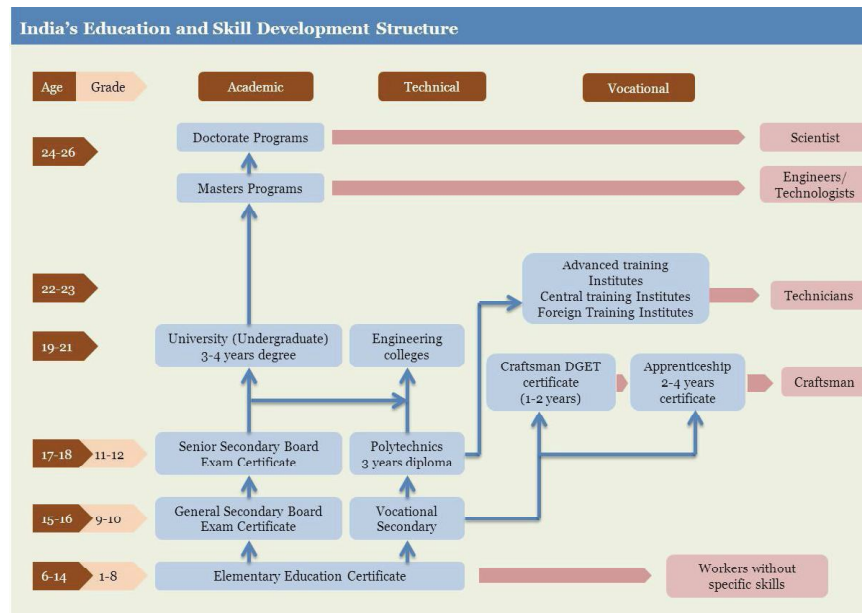 India's Education and Skill Development Structure
Age
Grade
Academic
Technical
Vocational
24-26
Doctorate Programs
Scientist
Masters Programs
Engineers/
Technologists
22-23
Advanced training
Institutes
Central training Institutes
Foreign Training Institutes
Technicians
19-21
University (Undergraduate)
3-4 years degree
Engineering
colleges
Craftsman DGET
certificate
(1-2 years)
Apprenticeship
2-4 years
certificate
Craftsman
17-18
11-12
Senior Secondary Board
Exam Certificate
Polytechnics
3 years diploma
15-16
9-10
General Secondary Board
Exam Certificate
Vocational
Secondary
6-14
1-8
Elementary Education Certificate
Workers without
specific skills